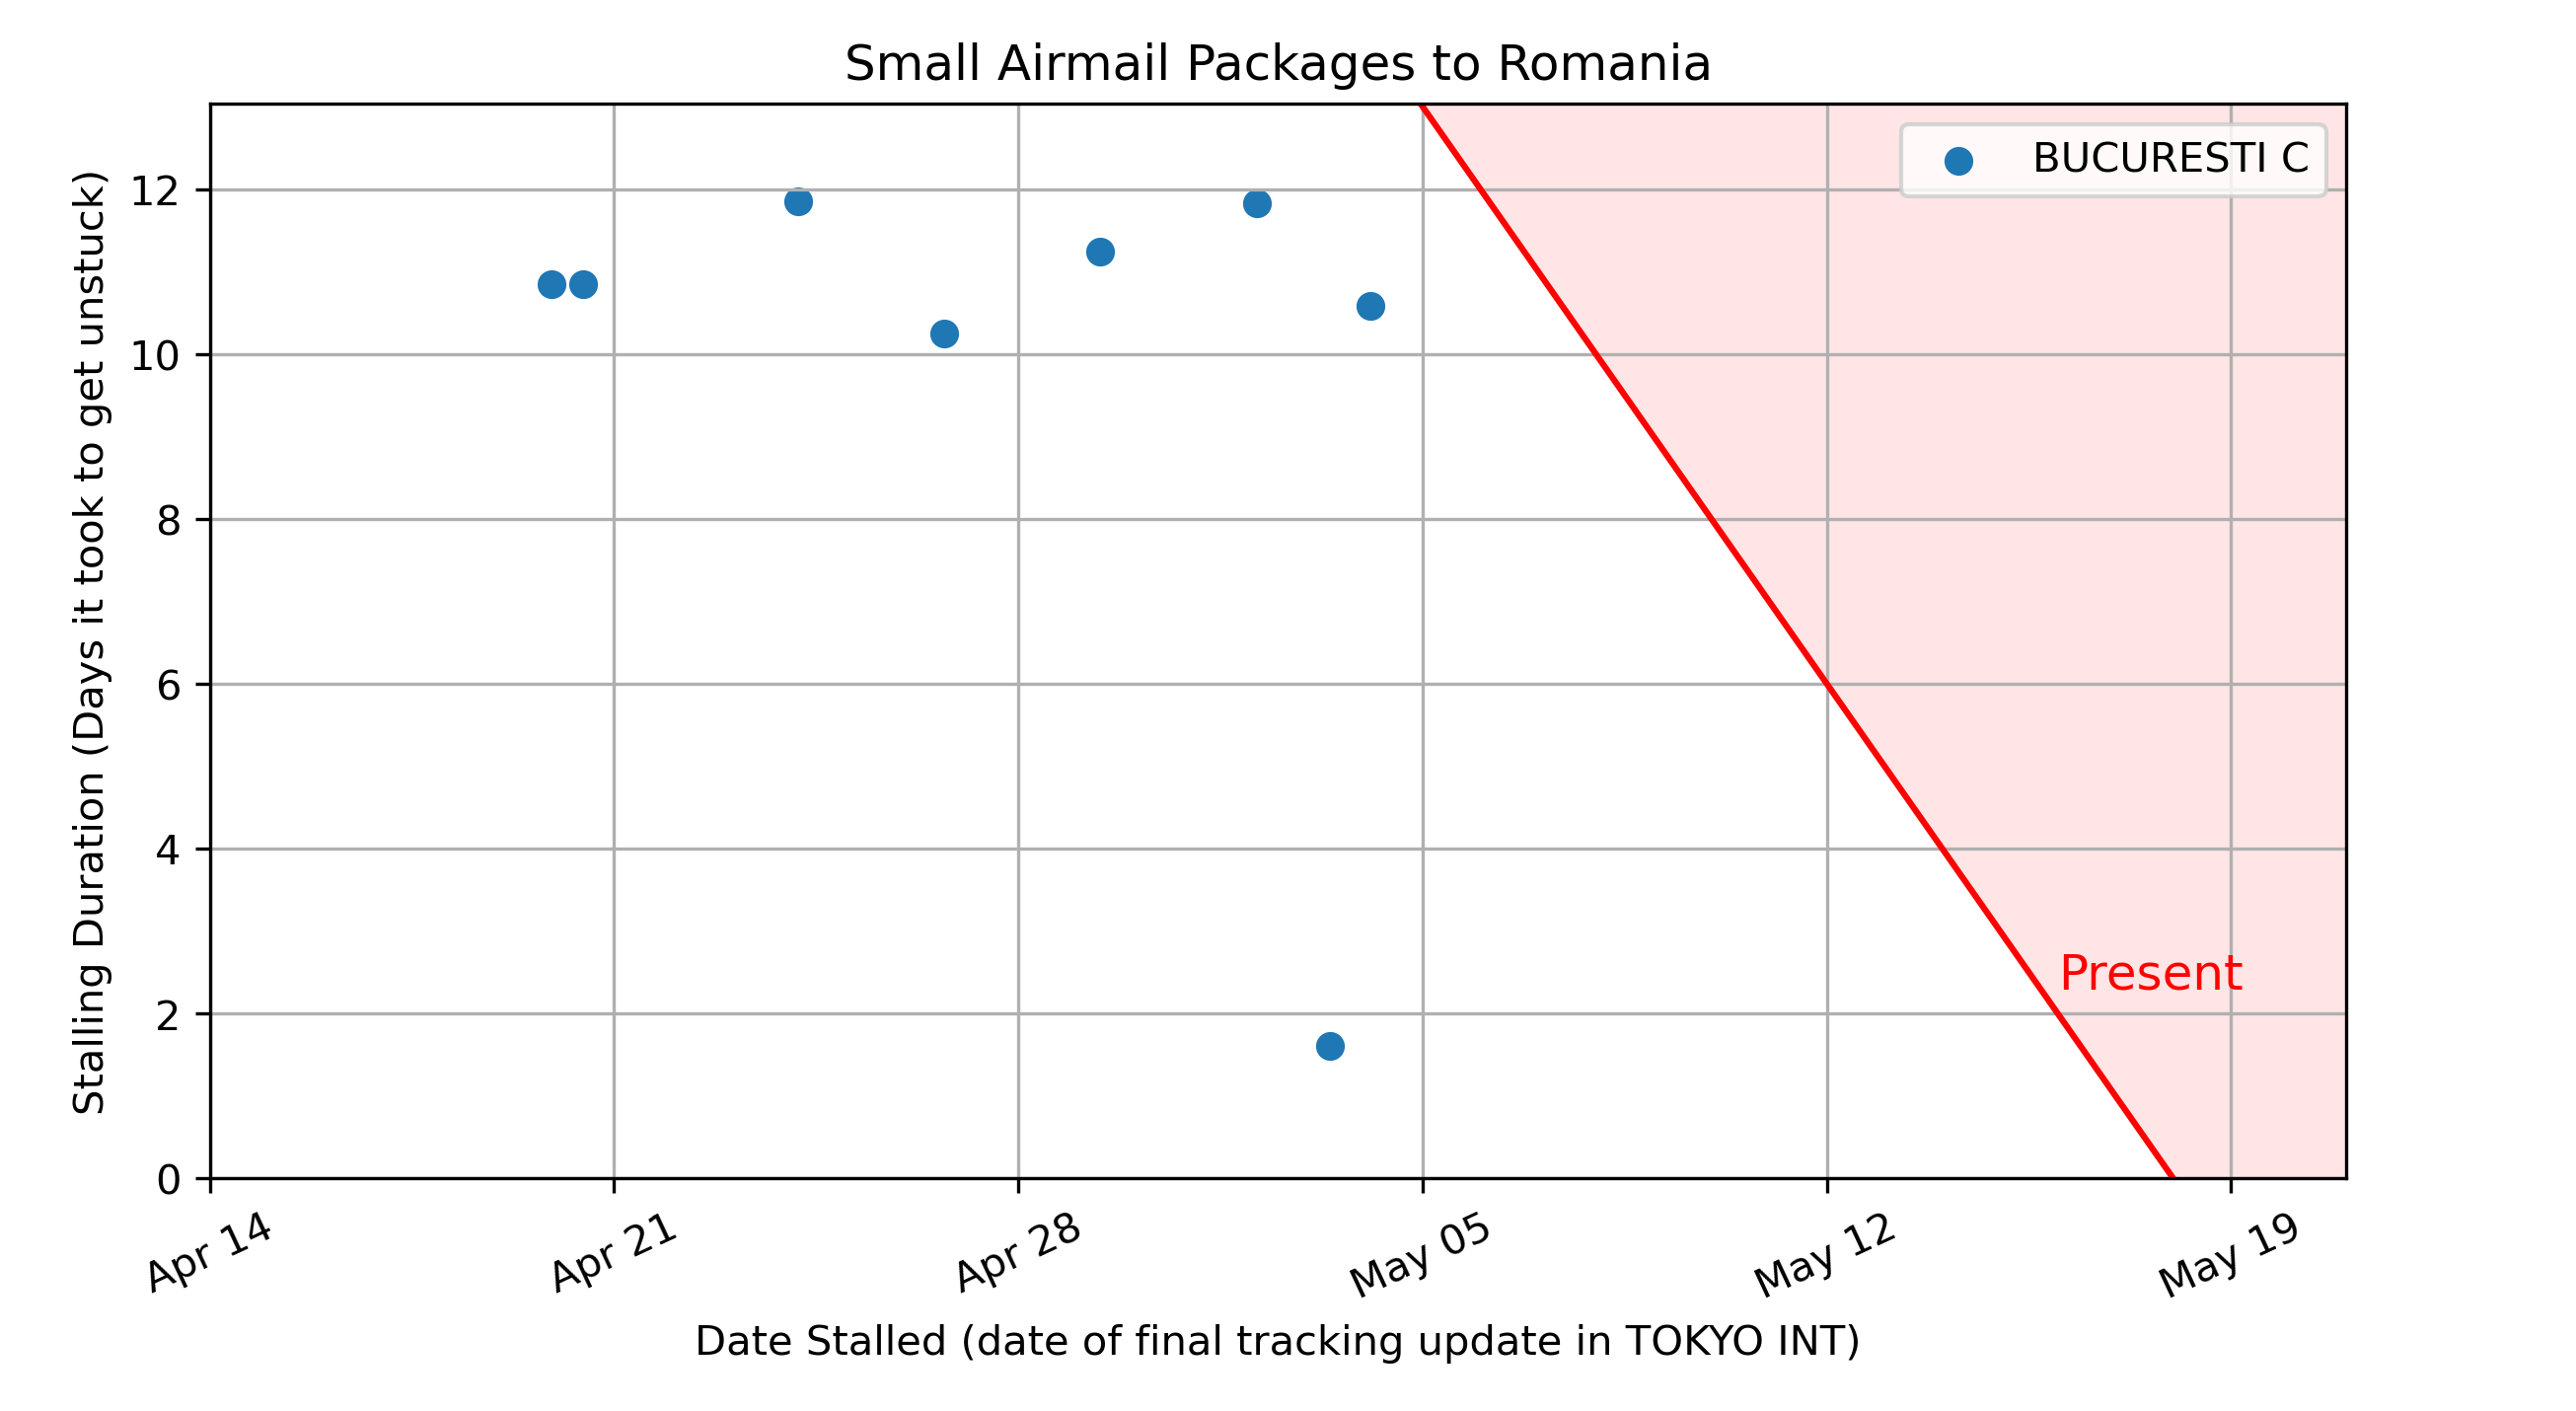 Small Airmail Packages to Romania
BUCURESTI C
Stalling Duration (Days it took to get unstuck)
12
10
8
6
4
2
0
Present
Apr 14
Apr 21
Apr 28
May 05
May 12
May 19
Date Stalled (date of final tracking update in TOKYO INT)